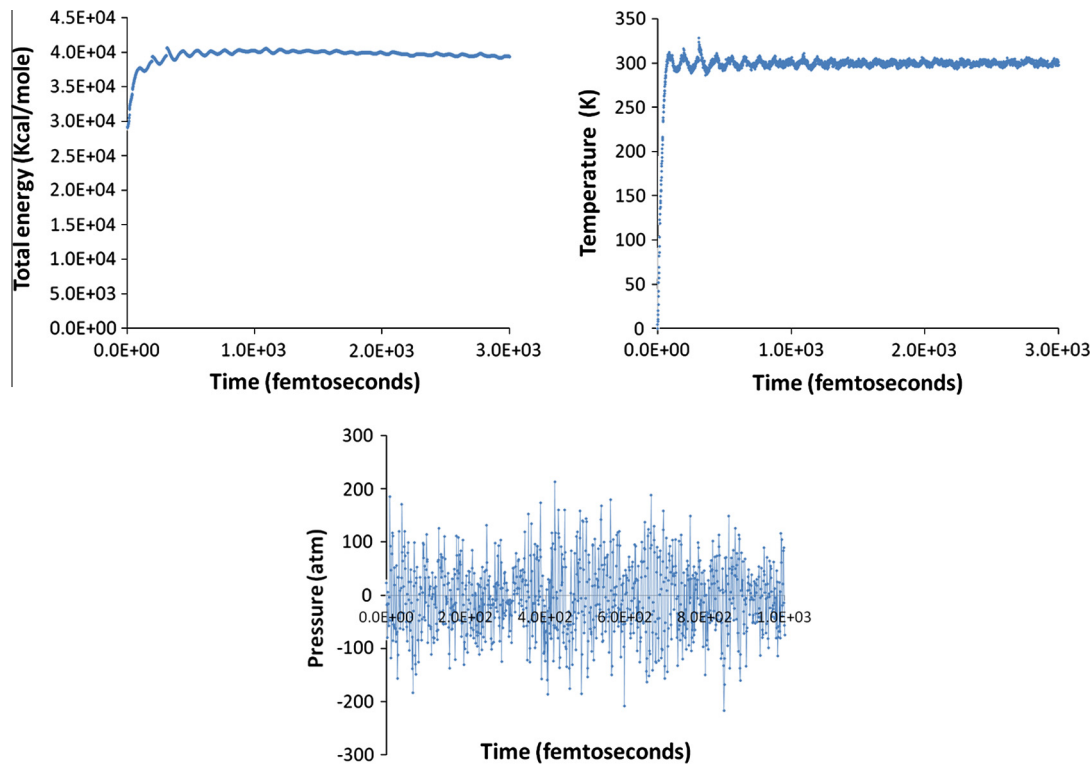 4.5E+04
4.0E+04
3.5E+04
3.0E+04
2.5E+04
2.0E+04
1.5E+04
1.0E+04
5.0E+03
0.0E+00
Total energy (Kcal/mole)
0.0E+00 1.0E+03 2.0E+03 3.0E+03
Time (femtoseconds)
350
300
250
200
150
100
50
0
Temperature (K)
0.0E+00 1.0E+03 2.0E+03 3.0E+03
Time (femtoseconds)
300
200
100
0
-100
-200
-300
Pressure (atm)
0.0E+00 2.0E+02 4.0E+02 6.0E+02 8.0E+02 1.0E+03
Time (femtoseconds)